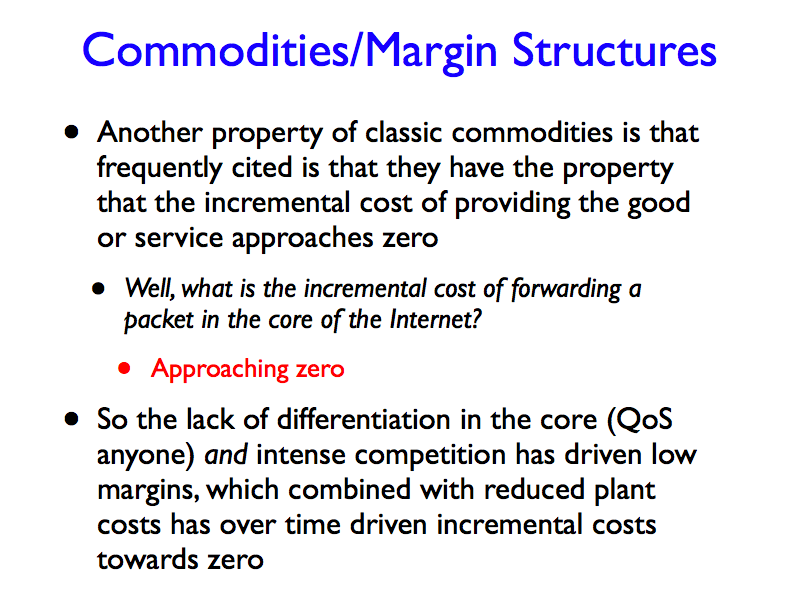 Commodities/Margin Structures
• Another property of classic commodities is that
frequently cited is that they have the property
that the incremental cost of providing the good
or service approaches zero
• Well, what is the incremental cost of forwarding a
packet in the core of the Internet?
• Approaching zero
• So the lack of differentiation in the core (QoS
anyone) and intense competition has driven low
margins, which combined with reduced plant
costs has over time driven incremental costs
towards zero